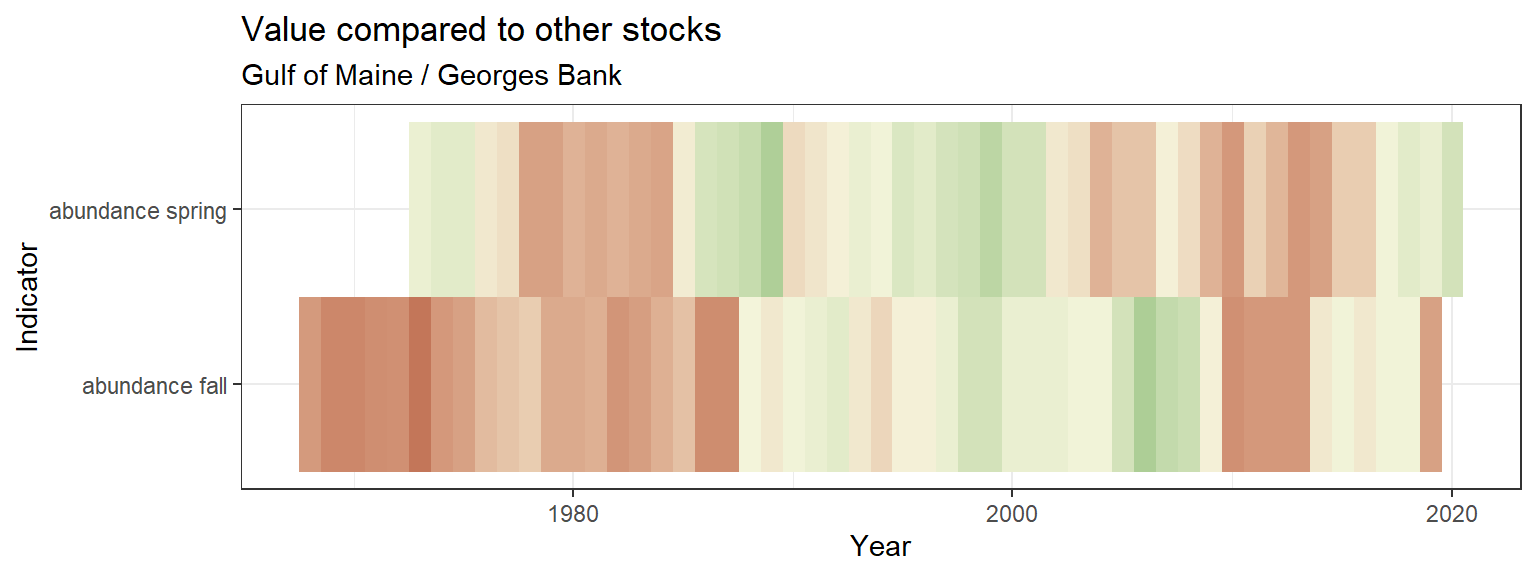 Value compared to other stocks
Gulf of Maine / Georges Bank
Indicator
abundance spring
abundance fall
1980
2000
2020
Year